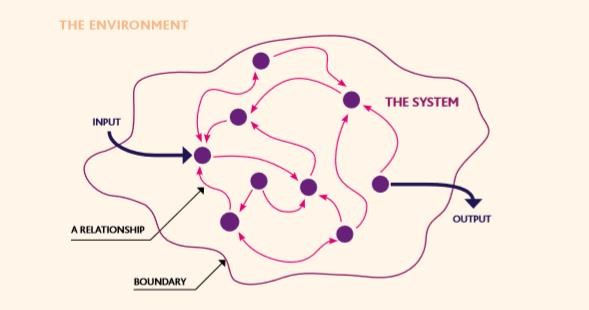 THE ENVIRONMENT
THE SYSTEM
INPUT
OUTPUT
A RELATIONSHIP
BOUNDARY